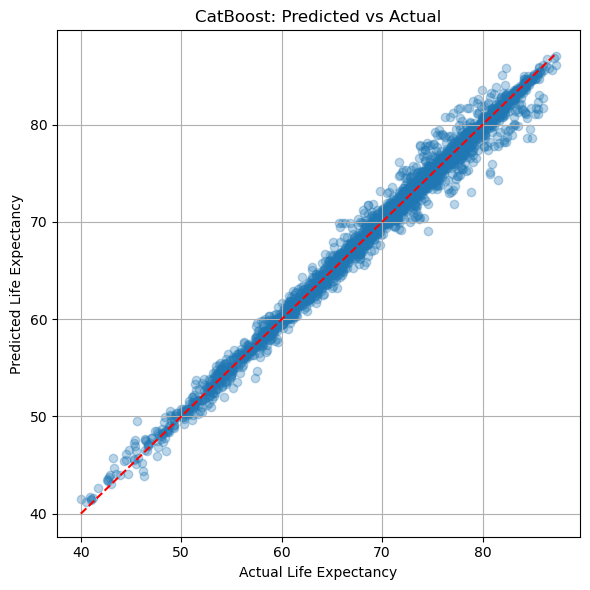 CatBoost: Predicted vs Actual
80
70
60
50
40
Predicted Life Expectancy
40 50 60 70 80
Actual Life Expectancy